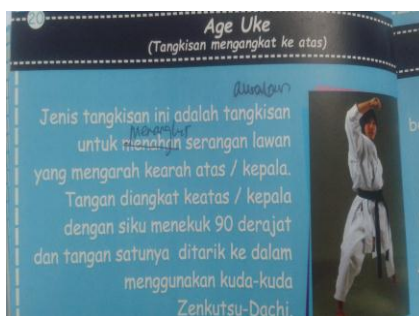 20
Age Uke
(Tangkisan mengangkat ke atas)
Jenis tangkisan ini adalah tangkisan
untuk menahan serangan lawan
yang mengarah kearah atas / kepala.
Tangan diangkat keatas / kepala
dengan siku menekuk 90 derajat
dan tangan satunya ditarik ke dalam
menggunakan kuda-kuda
Zenkutsu-Dachi.